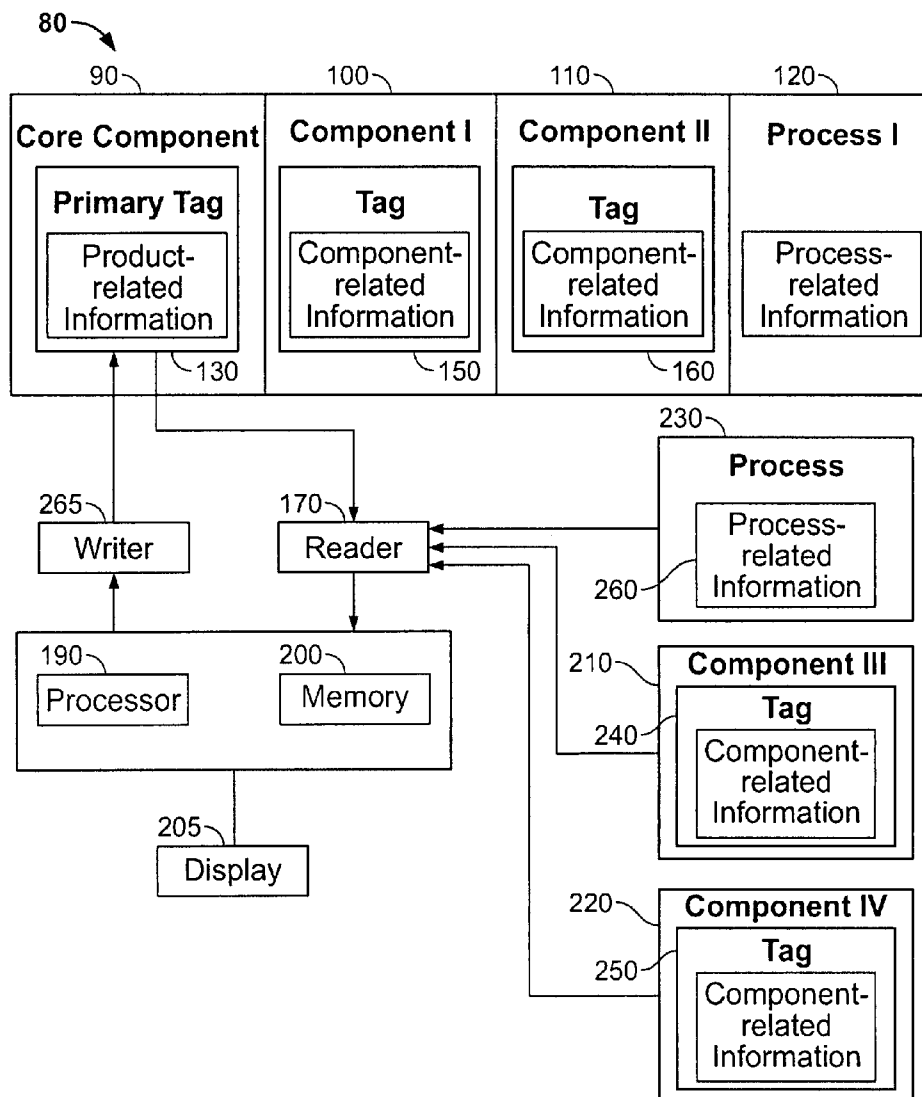 80
90
100
110
120
Core Component
Component I
Component II
Process I
Primary Tag
Tag
Tag
Product-
related
Information
Component-
related
Information
Component-
related
Information
Process-
related
Information
130
150
160
230
Process
265
Writer
170
Reader
260
Process-
related
Information
190
Processor
200
Memory
210
Component III
240
Tag
Component-
related
Information
205
Display
220
Component IV
250
Tag
Component-
related
Information